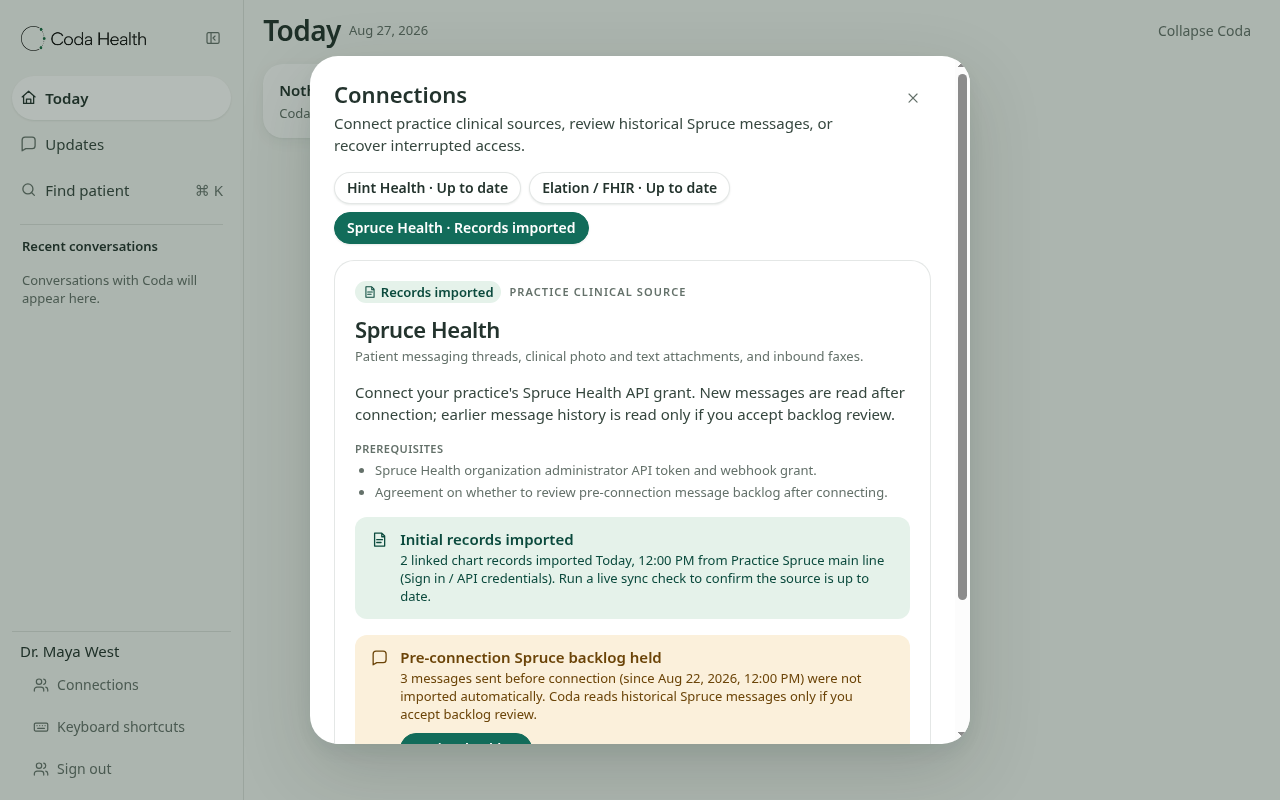 Coda Health
Today
Updates
Find patient
⌘ K
Recent conversations
Conversations with Coda will
appear here.
Dr. Maya West
Connections
Keyboard shortcuts
Sign out
Today
Aug 27, 2026
Collapse Coda
Coda
Connections
Connect practice clinical sources, review historical Spruce messages, or
recover interrupted access.
Hint Health · Up to date
Elation / FHIR · Up to date
Spruce Health · Records imported
Records imported
PRACTICE CLINICAL SOURCE
Spruce Health
Patient messaging threads, clinical photo and text attachments, and inbound faxes.
Connect your practice's Spruce Health API grant. New messages are read after
connection; earlier message history is read only if you accept backlog review.
PREREQUISITES
Spruce Health organization administrator API token and webhook grant.
Agreement on whether to review pre-connection message backlog after connecting.
Initial records imported
2 linked chart records imported Today, 12:00 PM from Practice Spruce main line
(Sign in / API credentials). Run a live sync check to confirm the source is up to
date.
Pre-connection Spruce backlog held
3 messages sent before connection (since Aug 22, 2026, 12:00 PM) were not
imported automatically. Coda reads historical Spruce messages only if you
accept backlog review.